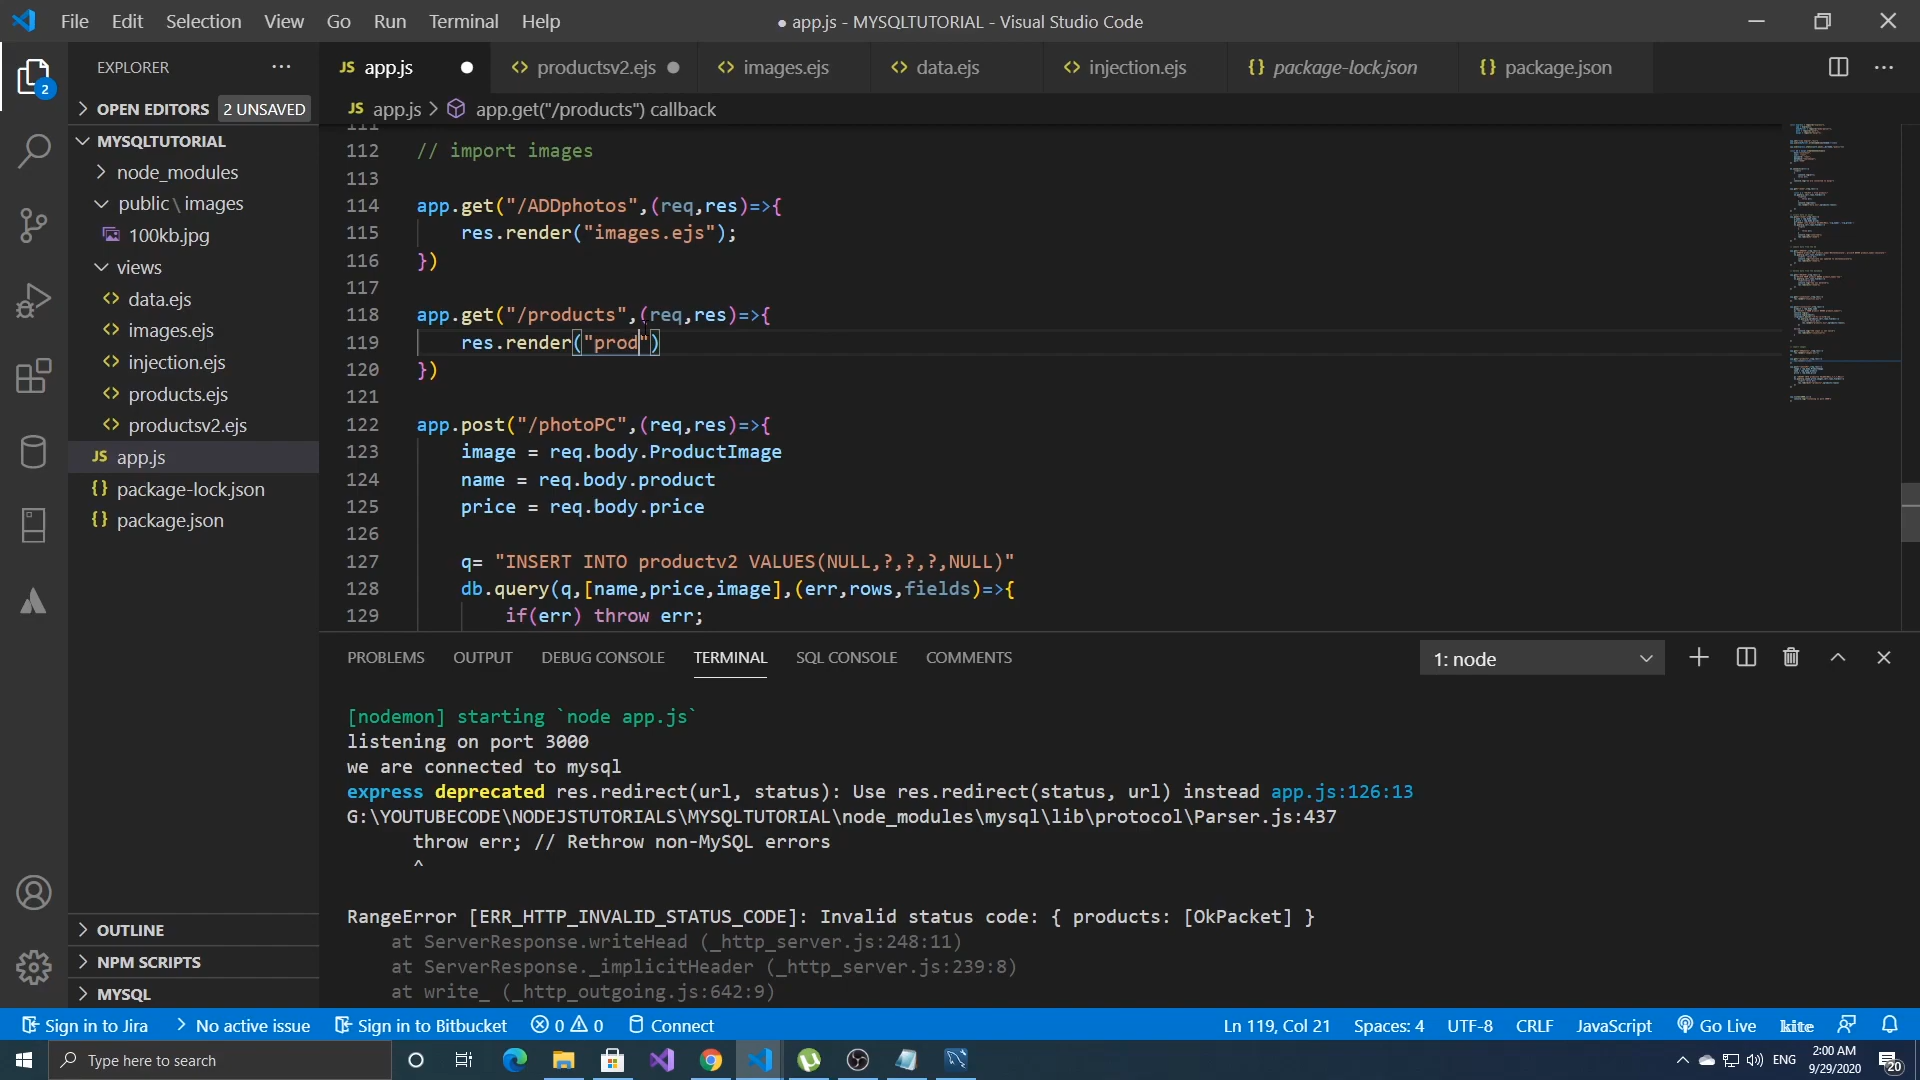 File Edit Selection View Go Run Terminal Help
● app.js - MYSQLTUTORIAL - Visual Studio Code
EXPLORER
OPEN EDITORS 2 UNSAVED
MYSQLTUTORIAL
node_modules
public\images
100kb.jpg
views
data.ejs
images.ejs
injection.ejs
products.ejs
productsv2.ejs
JS app.js
{} package-lock.json
{} package.json
OUTLINE
NPM SCRIPTS
MYSQL
2
JS app.js ● <> productsv2.ejs ● <> images.ejs <> data.ejs <> injection.ejs {} package-lock.json {} package.json
JS app.js > app.get("/products") callback
111
112 // import images
113
114 app.get("/ADDphotos",(req,res)=>{
115 res.render("images.ejs");
116 })
117
118 app.get("/products",(req,res)=>{
119 res.render("prod")
120 })
121
122 app.post("/photoPC",(req,res)=>{
123 image = req.body.ProductImage
124 name = req.body.product
125 price = req.body.price
126
127 q= "INSERT INTO productv2 VALUES(NULL,?,?,?,NULL)"
128 db.query(q,[name,price,image],(err,rows,fields)=>{
129 if(err) throw err;
PROBLEMS OUTPUT DEBUG CONSOLE TERMINAL SQL CONSOLE COMMENTS 1: node
[nodemon] starting `node app.js`
listening on port 3000
we are connected to mysql
express deprecated res.redirect(url, status): Use res.redirect(status, url) instead app.js:126:13
G:\YOUTUBECODE\NODEJSTUTORIALS\MYSQLTUTORIAL\node_modules\mysql\lib\protocol\Parser.js:437
throw err; // Rethrow non-MySQL errors
^
RangeError [ERR_HTTP_INVALID_STATUS_CODE]: Invalid status code: { products: [OkPacket] }
at ServerResponse.writeHead (_http_server.js:248:11)
at ServerResponse._implicitHeader (_http_server.js:239:8)
at write_ (_http_outgoing.js:642:9)
Sign in to Jira No active issue Sign in to Bitbucket 0 0 Connect Ln 119, Col 21 Spaces: 4 UTF-8 CRLF JavaScript Go Live kite
Type here to search
ENG
2:00 AM
9/29/2020
20